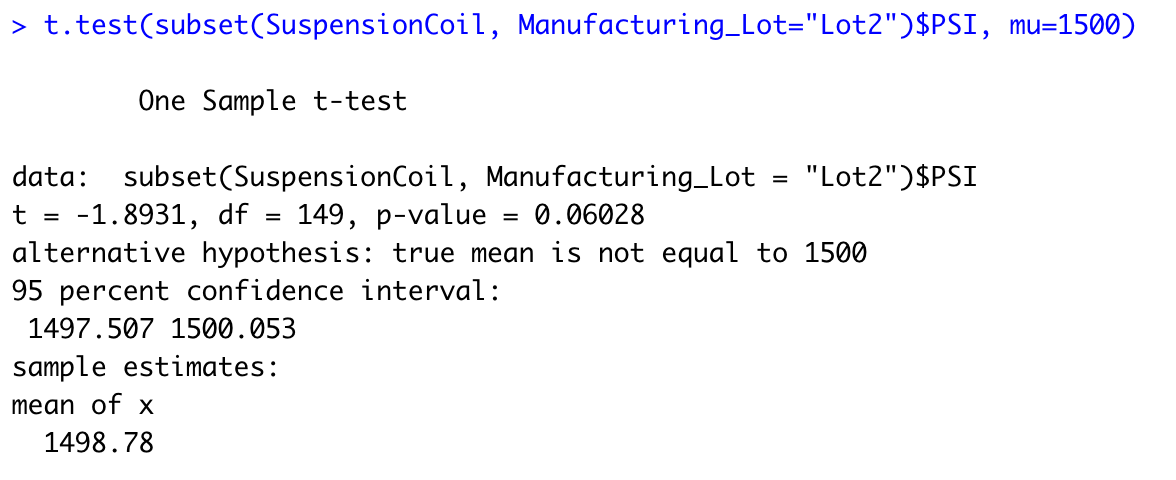 > t.test(subset(SuspensionCoil, Manufacturing_Lot="Lot2")$PSI, mu=1500)
One Sample t-test
data:  subset(SuspensionCoil, Manufacturing_Lot = "Lot2")$PSI
t = -1.8931, df = 149, p-value = 0.06028
alternative hypothesis: true mean is not equal to 1500
95 percent confidence interval:
1497.507 1500.053
sample estimates:
mean of x
1498.78